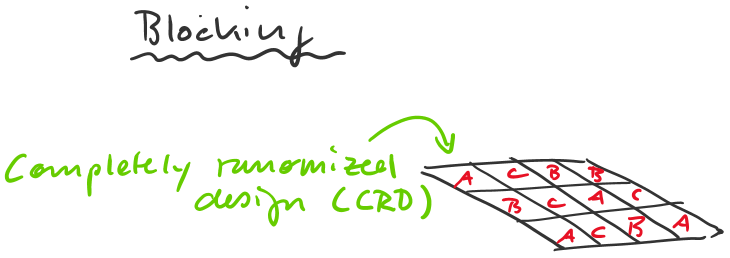 Blocking
Completely ranomized
design (CRD)
A C B B
B C A C
A C B A